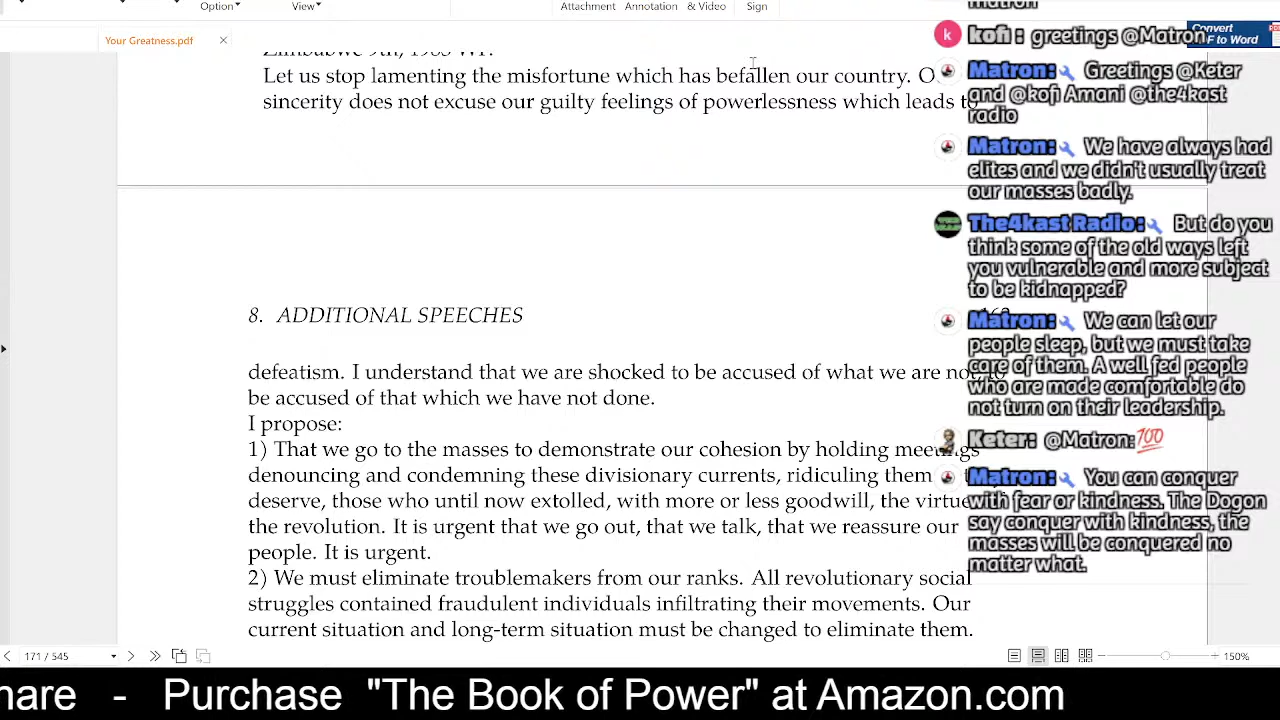 Option
View
Attachment
Annotation
& Video
Sign
Your Greatness.pdf
Convert
F to Word
Let us stop lamenting the misfortune which has befallen our country. O
sincerity does not excuse our guilty feelings of powerlessness which leads to
8. ADDITIONAL SPEECHES
defeatism. I understand that we are shocked to be accused of what we are not, to
be accused of that which we have not done.
I propose:
1) That we go to the masses to demonstrate our cohesion by holding meetings
denouncing and condemning these divisionary currents, ridiculing them
deserve, those who until now extolled, with more or less goodwill, the virtue
the revolution. It is urgent that we go out, that we talk, that we reassure our
people. It is urgent.
2) We must eliminate troublemakers from our ranks. All revolutionary social
struggles contained fraudulent individuals infiltrating their movements. Our
current situation and long-term situation must be changed to eliminate them.
matron
k
kofi : greetings @Matron
Matron: Greetings @Keter
and @kofi Amani @the4kast
radio
Matron: We have always had
elites and we didn't usually treat
our masses badly.
The4kast Radio: But do you
think some of the old ways left
you vulnerable and more subject
to be kidnapped?
Matron: We can let our
people sleep, but we must take
care of them. A well fed people
who are made comfortable do
not turn on their leadership.
Keter: @Matron: 💯
Matron: You can conquer
with fear or kindness. The Dogon
say conquer with kindness, the
masses will be conquered no
matter what.
171 / 545
150%
hare - Purchase "The Book of Power" at Amazon.com